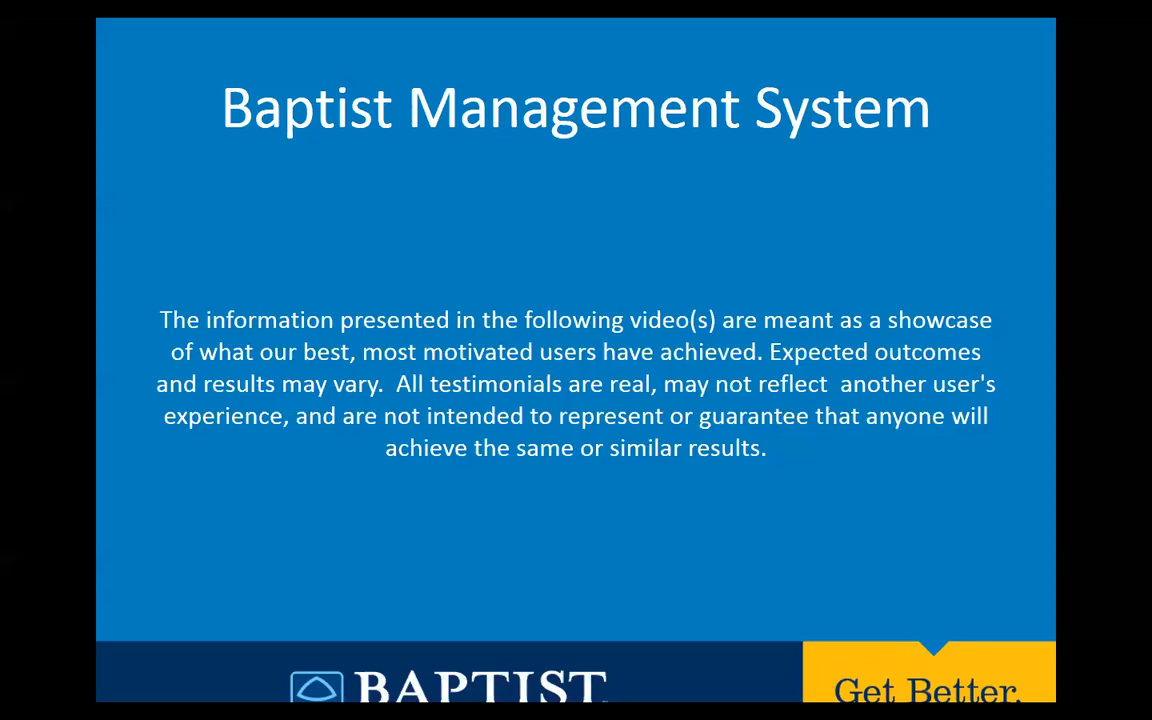 Baptist Management System
The information presented in the following video(s) are meant as a showcase
of what our best, most motivated users have achieved. Expected outcomes
and results may vary.  All testimonials are real, may not reflect  another user's
experience, and are not intended to represent or guarantee that anyone will
achieve the same or similar results.
BAPTIST
Get Better.